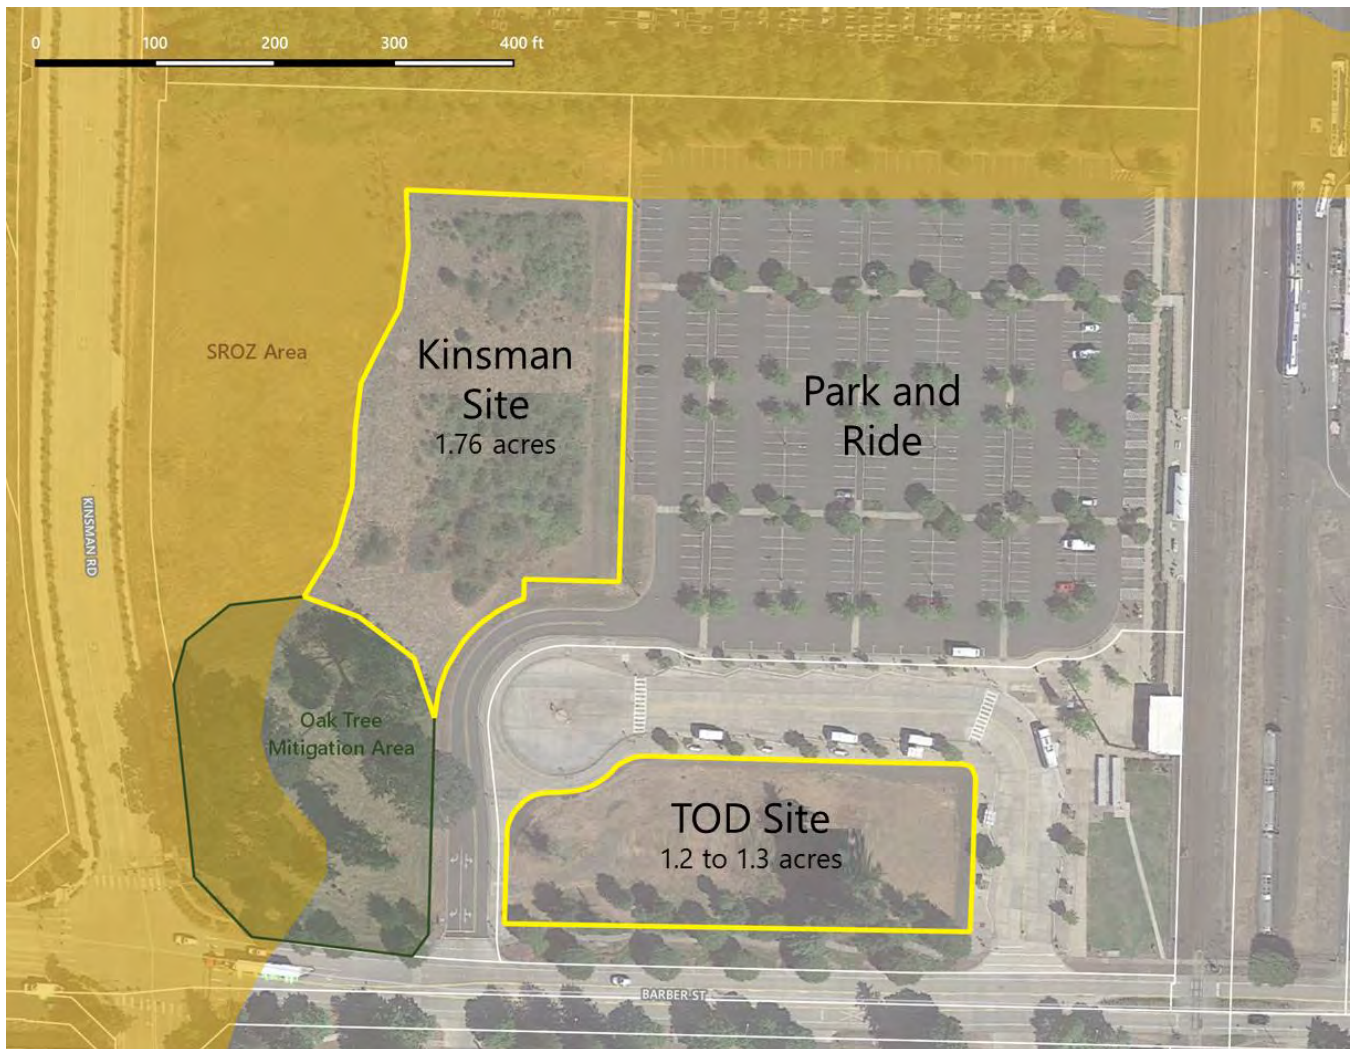 0 100 200 300 400 ft
SROZ Area
Kinsman
Site
1.76 acres
Park and
Ride
KINSMAN RD
Oak Tree
Mitigation Area
TOD Site
1.2 to 1.3 acres
BARBER ST